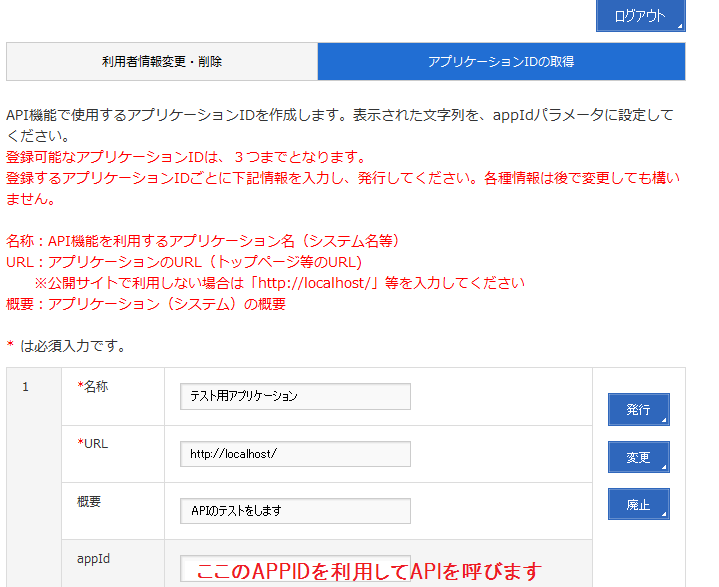 ログアウト
利用者情報変更・削除
アプリケーションIDの取得
API機能で使用するアプリケーションIDを作成します。表示された文字列を、appIdパラメータに設定して
ください。
登録可能なアプリケーションIDは、３つまでとなります。
登録するアプリケーションIDごとに下記情報を入力し、発行してください。各種情報は後で変更しても構い
ません。
名称：API機能を利用するアプリケーション名（システム名等）
URL：アプリケーションのURL（トップページ等のURL)
※公開サイトで利用しない場合は「http://localhost/」等を入力してください
概要：アプリケーション（システム）の概要
* は必須入力です。
1
*名称
テスト用アプリケーション
発行
*URL
http://localhost/
変更
概要
APIのテストをします
廃止
appId
ここのAPPIDを利用してAPIを呼びます